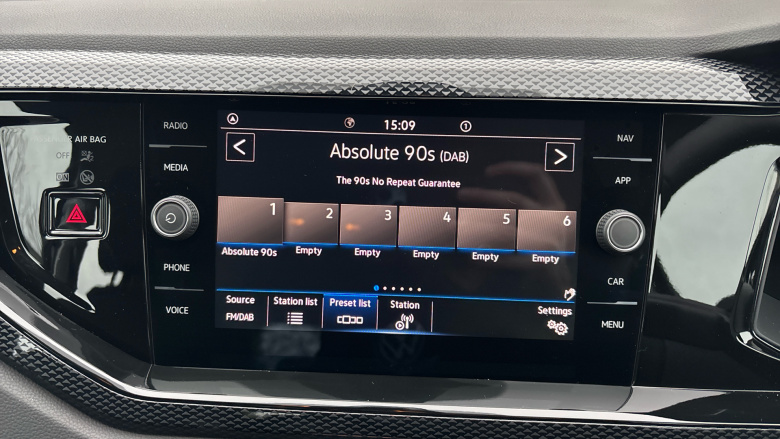 AIR BAG
OFF
ON
RADIO
MEDIA
PHONE
VOICE
15:09
1
Absolute 90s (DAB)
The 90s No Repeat Guarantee
1 2 3 4 5 6
Absolute 90s Empty Empty Empty Empty Empty
Source Station list Preset list Station Settings
FM/DAB
NAV
APP
CAR
MENU